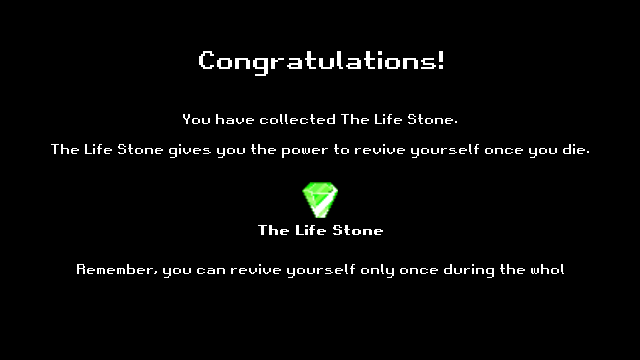 Congratulations!
You have collected The Life Stone.
The Life Stone gives you the power to revive yourself once you die.
The Life Stone
Remember, you can revive yourself only once during the whol